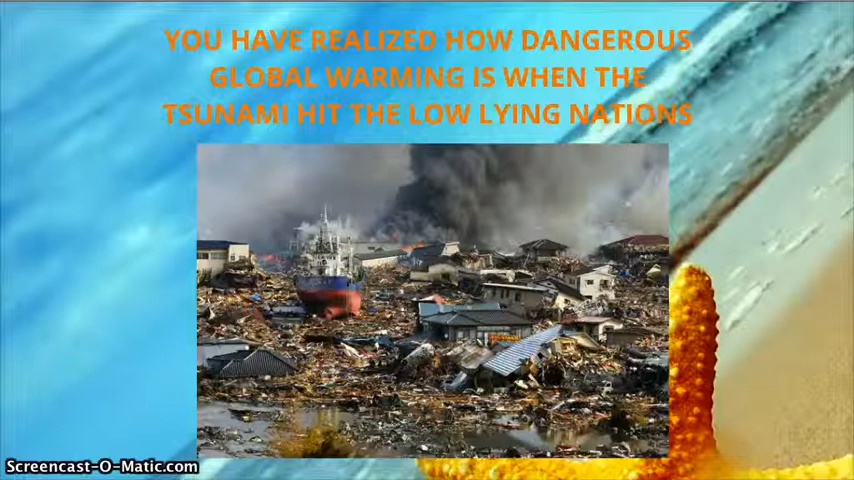 YOU HAVE REALIZED HOW DANGEROUS
GLOBAL WARMING IS WHEN THE
TSUNAMI HIT THE LOW LYING NATIONS
Screencast-O-Matic.com